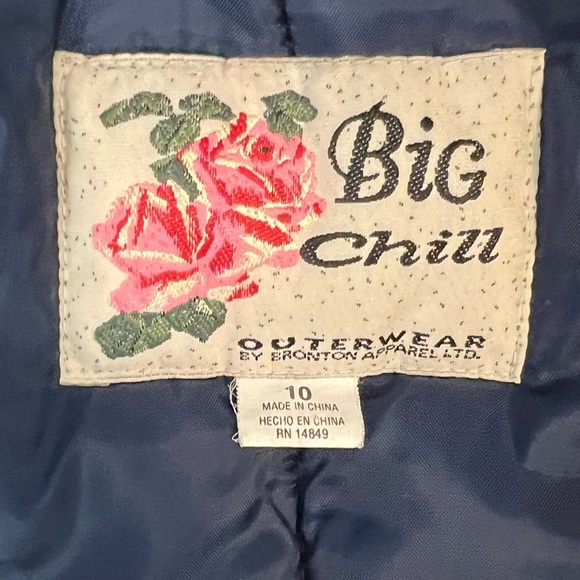 BiG
Chill
OUTERWEAR
BY BRONTON APPAREL LTD.
10
MADE IN CHINA
HECHO EN CHINA
RN 14849